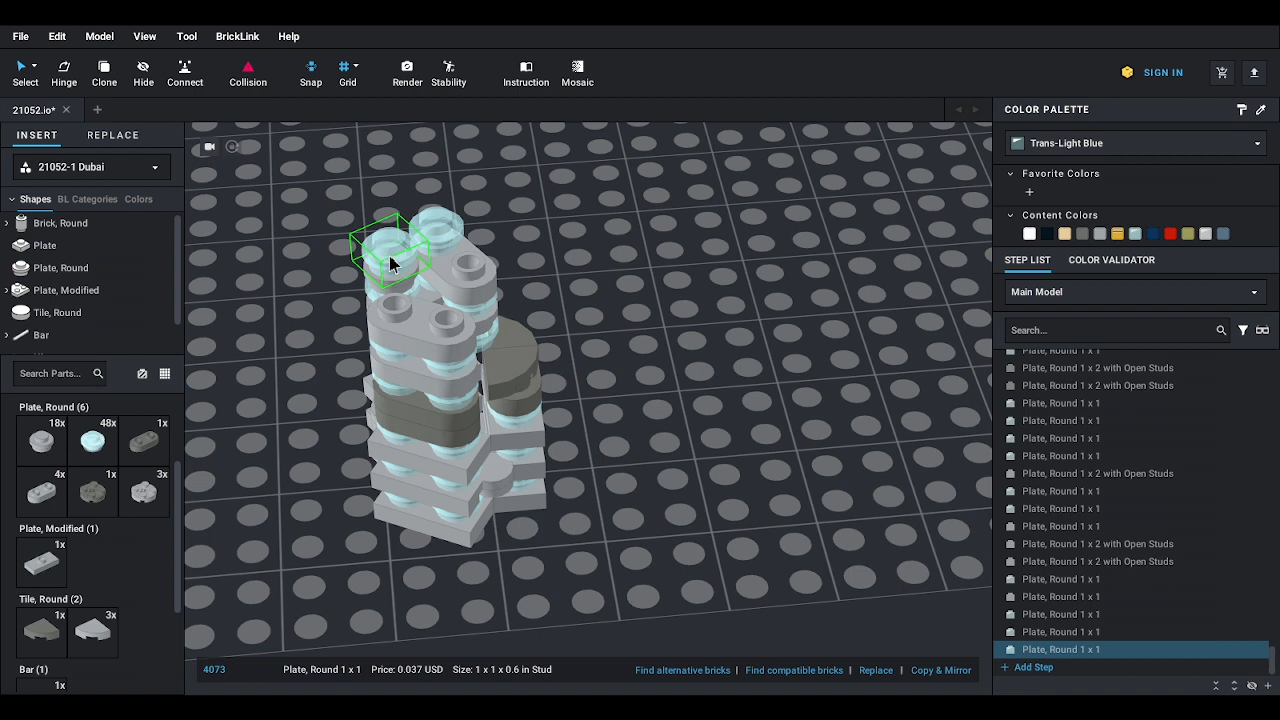 File Edit Model View Tool BrickLink Help
Select Hinge Clone Hide Connect Collision Snap Grid Render Stability Instruction Mosaic SIGN IN
21052.io*
INSERT REPLACE
21052-1 Dubai
Shapes BL Categories Colors
Brick, Round
Plate
Plate, Round
Plate, Modified
Tile, Round
Bar
Search Parts...
Plate, Round (6)
18x 48x 1x
4x 1x 3x
Plate, Modified (1)
1x
Tile, Round (2)
1x 3x
Bar (1)
1x
4073 Plate, Round 1 x 1 Price: 0.037 USD Size: 1 x 1 x 0.6 in Stud Find alternative bricks | Find compatible bricks | Replace | Copy & Mirror
COLOR PALETTE
Trans-Light Blue
Favorite Colors
Content Colors
STEP LIST COLOR VALIDATOR
Main Model
Search...
Plate, Round 1 x 1
Plate, Round 1 x 2 with Open Studs
Plate, Round 1 x 2 with Open Studs
Plate, Round 1 x 1
Plate, Round 1 x 1
Plate, Round 1 x 1
Plate, Round 1 x 1
Plate, Round 1 x 2 with Open Studs
Plate, Round 1 x 1
Plate, Round 1 x 1
Plate, Round 1 x 1
Plate, Round 1 x 2 with Open Studs
Plate, Round 1 x 2 with Open Studs
Plate, Round 1 x 1
Plate, Round 1 x 1
Plate, Round 1 x 1
Plate, Round 1 x 1
Plate, Round 1 x 1
+ Add Step